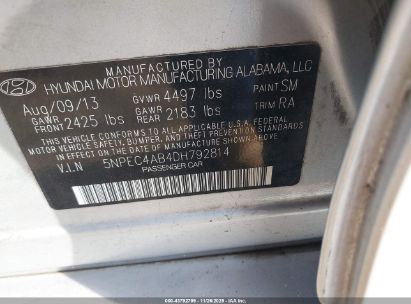 MANUFACTURED BY
HYUNDAI MOTOR MANUFACTURING ALABAMA, LLC
Aug/09/13 GVWR 4497 lbs PAINT SM
GAWR FRONT 2425 lbs GAWR REAR 2183 lbs TRIM RA
THIS VEHICLE CONFORMS TO ALL APPLICABLE U.S.A FEDERAL
MOTOR VEHICLE SAFETY, BUMPER, AND THEFT PREVENTION STANDARDS
IN EFFECT ON THE DATE OF MANUFACTURE SHOWN ABOVE.
V.I.N 5NPEC4AB4DH792814
PASSENGER CAR